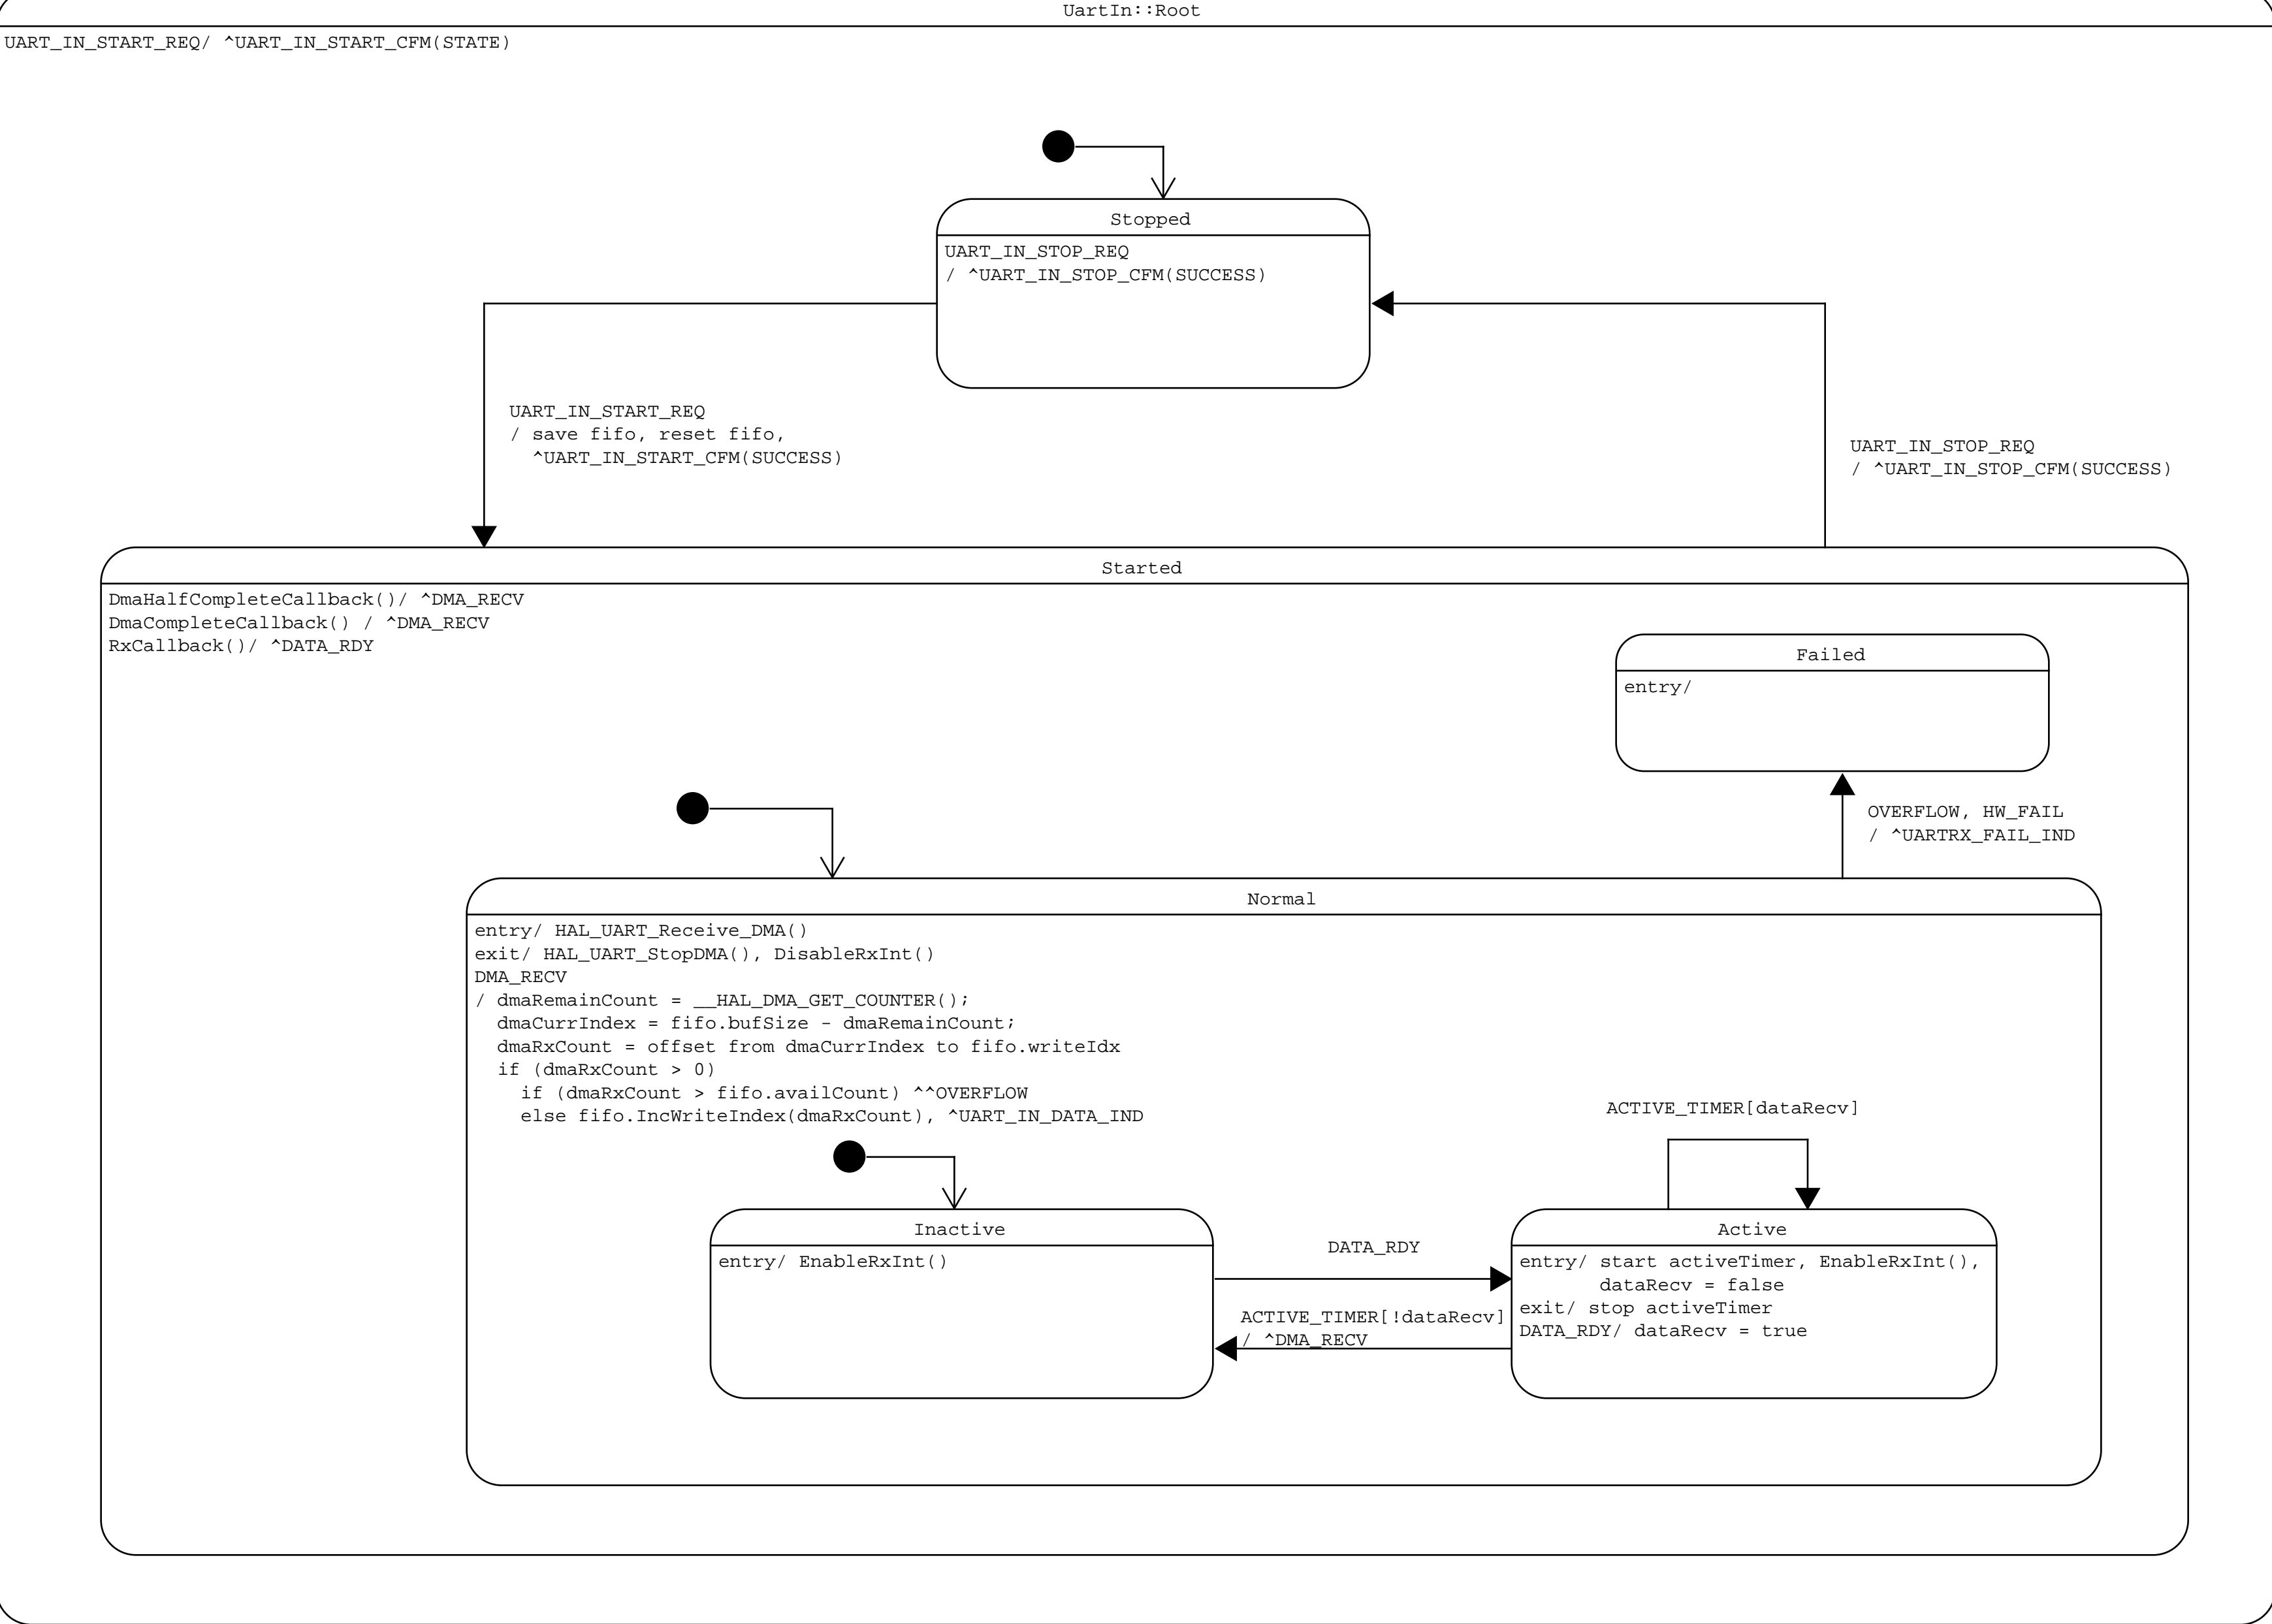 UartIn::Root
UART_IN_START_REQ/ ^UART_IN_START_CFM(STATE)
Stopped
UART_IN_STOP_REQ
/ ^UART_IN_STOP_CFM(SUCCESS)
UART_IN_START_REQ
/ save fifo, reset fifo,
^UART_IN_START_CFM(SUCCESS)
UART_IN_STOP_REQ
/ ^UART_IN_STOP_CFM(SUCCESS)
Started
DmaHalfCompleteCallback()/ ^DMA_RECV
DmaCompleteCallback() / ^DMA_RECV
RxCallback()/ ^DATA_RDY
Failed
entry/
OVERFLOW, HW_FAIL
/ ^UARTRX_FAIL_IND
Normal
entry/ HAL_UART_Receive_DMA()
exit/ HAL_UART_StopDMA(), DisableRxInt()
DMA_RECV
/ dmaRemainCount = __HAL_DMA_GET_COUNTER();
dmaCurrIndex = fifo.bufSize - dmaRemainCount;
dmaRxCount = offset from dmaCurrIndex to fifo.writeIdx
if (dmaRxCount > 0)
if (dmaRxCount > fifo.availCount) ^^OVERFLOW
else fifo.IncWriteIndex(dmaRxCount), ^UART_IN_DATA_IND
ACTIVE_TIMER[dataRecv]
Inactive
entry/ EnableRxInt()
DATA_RDY
ACTIVE_TIMER[!dataRecv]
/ ^DMA_RECV
Active
entry/ start activeTimer, EnableRxInt(),
dataRecv = false
exit/ stop activeTimer
DATA_RDY/ dataRecv = true